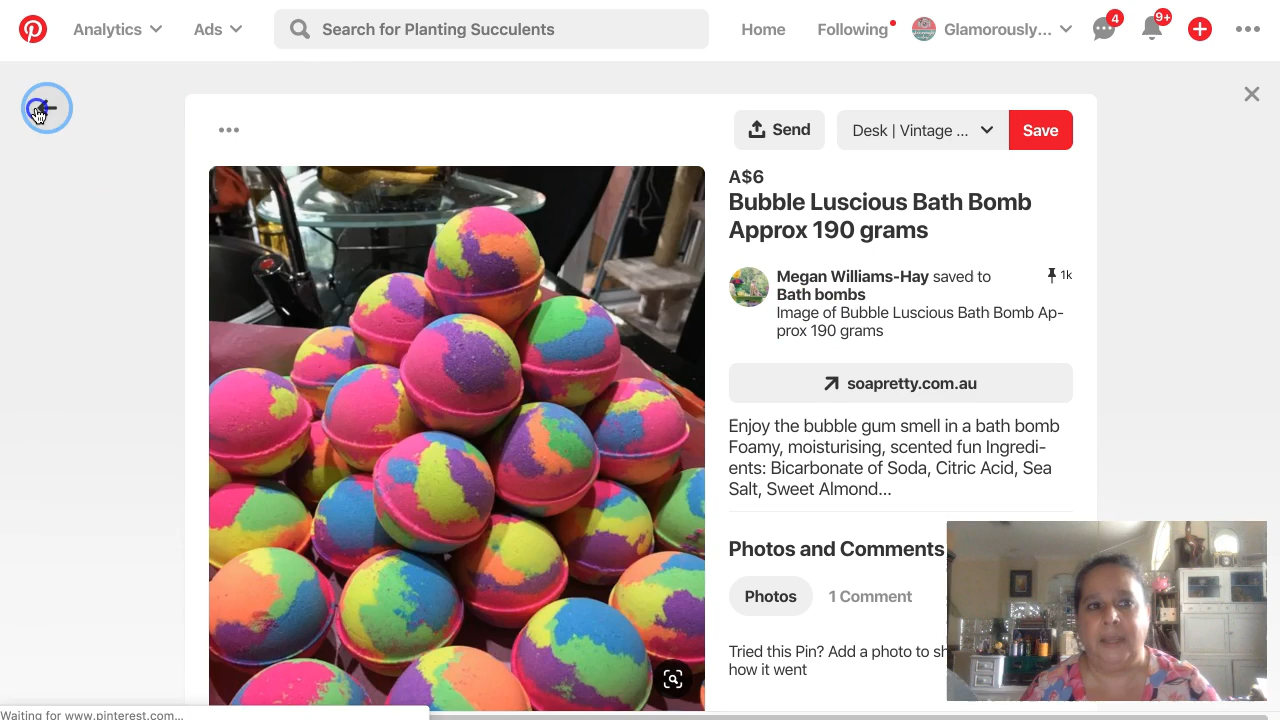 Analytics
Ads
Search for Planting Succulents
Home
Following
Glamorously...
4
9+
Send
Desk | Vintage ...
Save
A$6
Bubble Luscious Bath Bomb
Approx 190 grams
Megan Williams-Hay saved to
1k
Bath bombs
Image of Bubble Luscious Bath Bomb Ap-
prox 190 grams
soapretty.com.au
Enjoy the bubble gum smell in a bath bomb
Foamy, moisturising, scented fun Ingredi-
ents: Bicarbonate of Soda, Citric Acid, Sea
Salt, Sweet Almond...
Photos and Comments
Photos
1 Comment
Tried this Pin? Add a photo to
how it went
Waiting for www.pinterest.com...